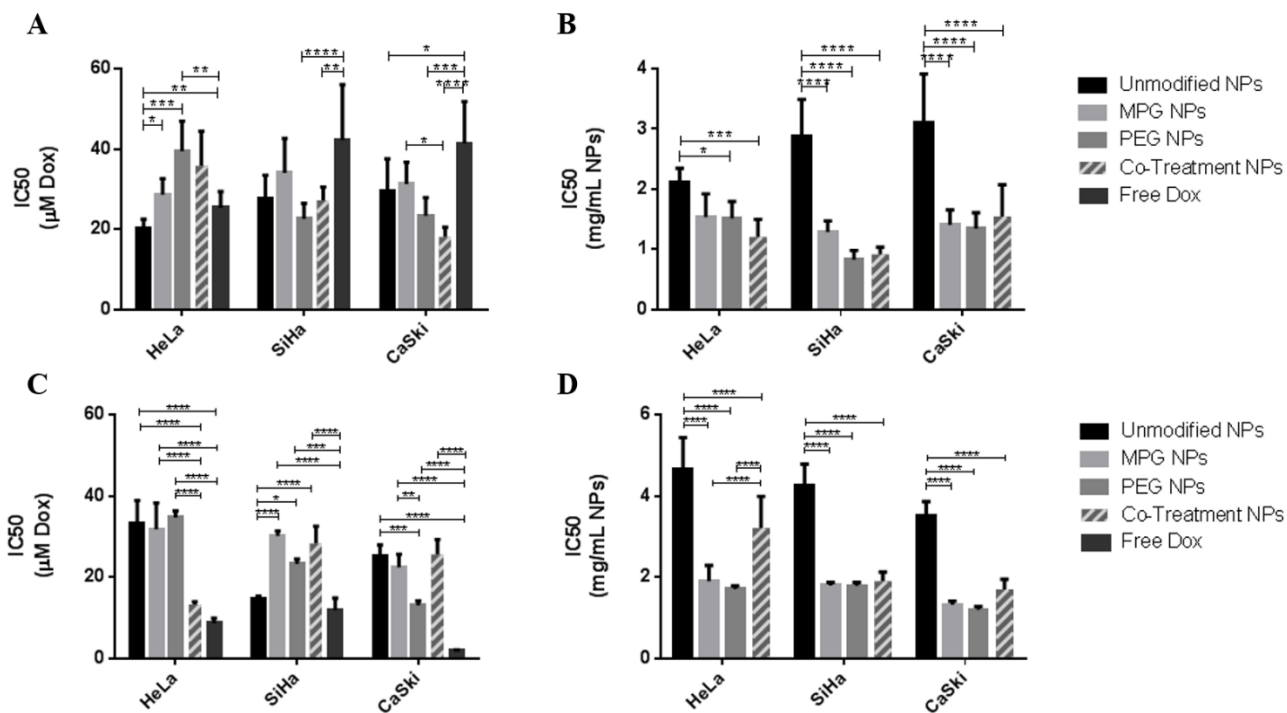 A
IC50
(µM Dox)
60
40
20
0
*
***
**
**
****
**
*
*
***
****
HeLa
SiHa
CaSki
B
IC50
(mg/mL NPs)
4
3
2
1
0
***
*
****
****
****
****
****
****
HeLa
SiHa
CaSki
Unmodified NPs
MPG NPs
PEG NPs
Co-Treatment NPs
Free Dox
C
IC50
(µM Dox)
60
40
20
0
****
****
****
****
****
****
****
***
****
****
*
****
****
****
****
**
****
***
HeLa
SiHa
CaSki
D
IC50
(mg/mL NPs)
6
4
2
0
****
****
****
****
****
****
****
****
****
****
****
HeLa
SiHa
CaSki
Unmodified NPs
MPG NPs
PEG NPs
Co-Treatment NPs
Free Dox